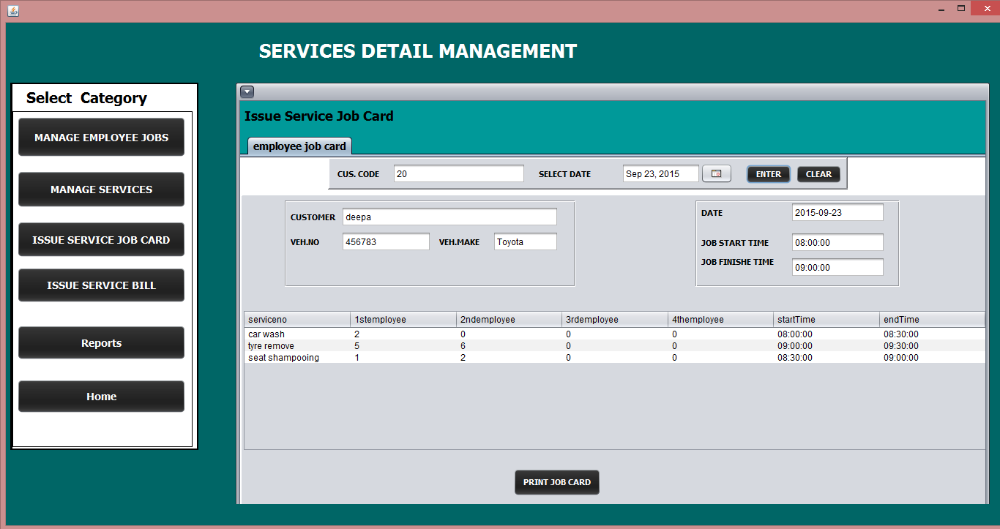 SERVICES DETAIL MANAGEMENT
Select Category
MANAGE EMPLOYEE JOBS
MANAGE SERVICES
ISSUE SERVICE JOB CARD
ISSUE SERVICE BILL
Reports
Home
Issue Service Job Card
employee job card
CUS. CODE 20 SELECT DATE Sep 23, 2015 ENTER CLEAR
CUSTOMER deepa
VEH.NO 456783 VEH.MAKE Toyota
DATE 2015-09-23
JOB START TIME 08:00:00
JOB FINISHE TIME 09:00:00
serviceno 1stemployee 2ndemployee 3rdemployee 4themployee startTime endTime
car wash 2 0 0 0 08:00:00 08:30:00
tyre remove 5 6 0 0 09:00:00 09:30:00
seat shampooing 1 2 0 0 08:30:00 09:00:00
PRINT JOB CARD